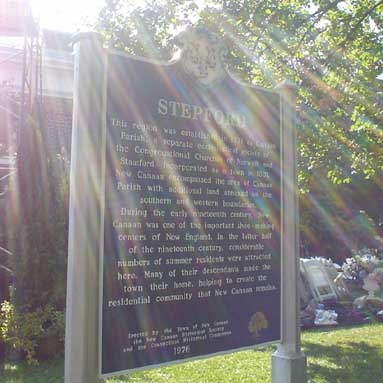 STEPFORD
This region was established in 1731 as Canaan
Parish, a separate ecclesiastical society of
the Congregational Churches of Norwalk and
Stamford. Incorporated as a town in 1801,
New Canaan encompassed the area of Canaan
Parish with additional land annexed on the
southern and western boundaries.
During the early nineteenth century, New
Canaan was one of the important shoe-making
centers of New England. In the latter half
of the nineteenth century, considerable
numbers of summer residents were attracted
here. Many of their descendants made the
town their home, helping to create the
residential community that New Canaan remains.
Erected by the Town of New Canaan
the New Canaan Historical Society
and the Connecticut Historical Commission
1976